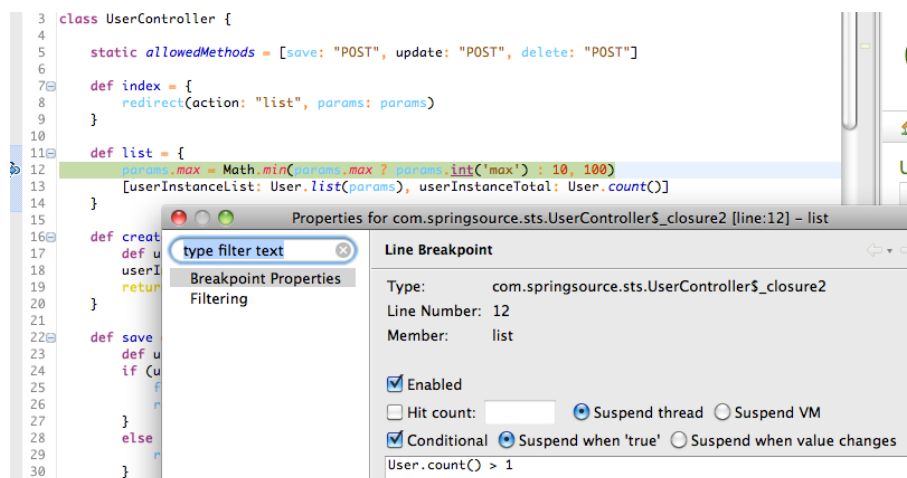 3 class UserController {
4
5 static allowedMethods = [save: "POST", update: "POST", delete: "POST"]
6
7 def index = {
8 redirect(action: "list", params: params)
9 }
10
11 def list = {
12 params.max = Math.min(params.max ? params.int('max') : 10, 100)
13 [userInstanceList: User.list(params), userInstanceTotal: User.count()]
14 }
15
16 def creat
17 def u
18 userI
19 retur
20 }
21
22 def save
23 def u
24 if (u
25 f
26 r
27 }
28 else
29 r
30 }
Properties for com.springsource.sts.UserController$_closure2 [line:12] – list
type filter text
Breakpoint Properties
Filtering
Line Breakpoint
Type: com.springsource.sts.UserController$_closure2
Line Number: 12
Member: list
Enabled
Hit count: Suspend thread Suspend VM
Conditional Suspend when 'true' Suspend when value changes
User.count() > 1